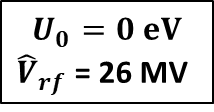 U₀ = 0 eV
V̂rf = 26 MV